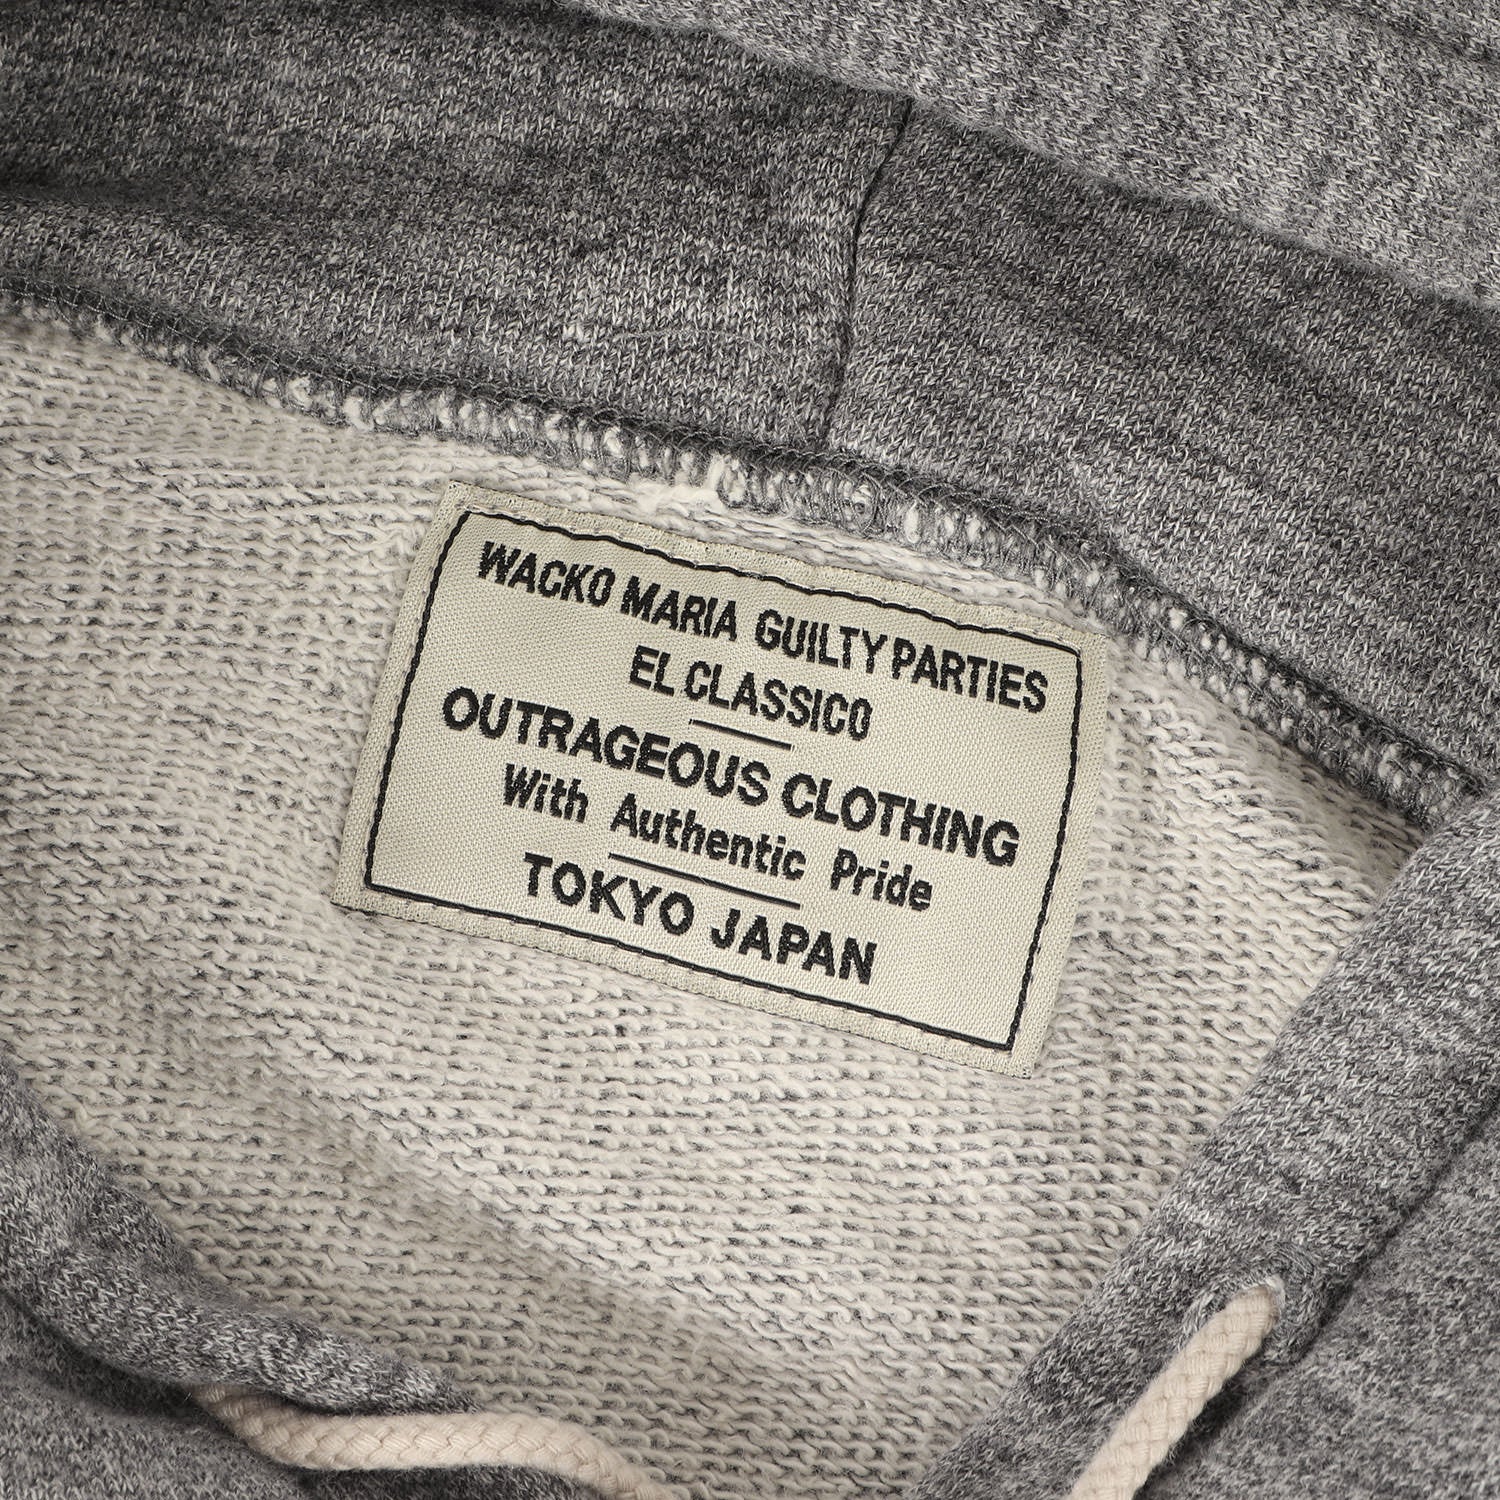 WACKO MARIA GUILTY PARTIES
EL CLASSICO
OUTRAGEOUS CLOTHING
With Authentic Pride
TOKYO JAPAN